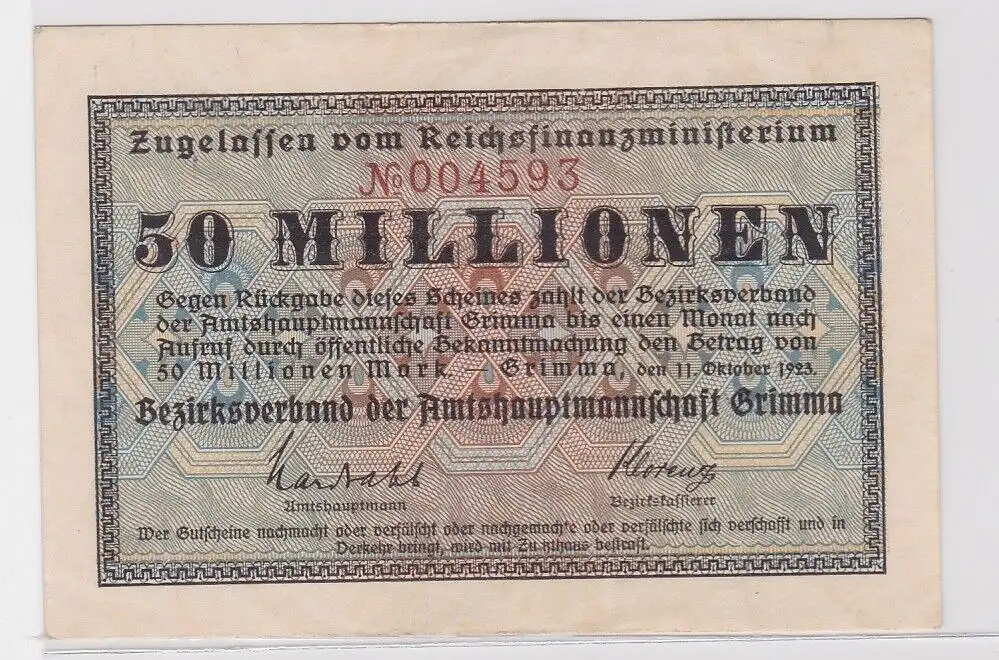 Zugelassen vom Reichsfinanzministerium
№ 004593
50 MILLIONEN
Gegen Rückgabe dieses Scheines zahlt der Bezirksverband
der Amtshauptmannschaft Grimma bis einen Monat nach
Aufruf durch öffentliche Bekanntmachung den Betrag von
50 Millionen Mark. — Grimma, den 11. Oktober 1923.
Bezirksverband der Amtshauptmannschaft Grimma
Amtshauptmann Bezirkskassierer
Wer Gutscheine nachmacht oder verfälscht oder nachgemachte oder verfälschte sich verschafft und in
Verkehr bringt, wird mit Zuchthaus bestraft.